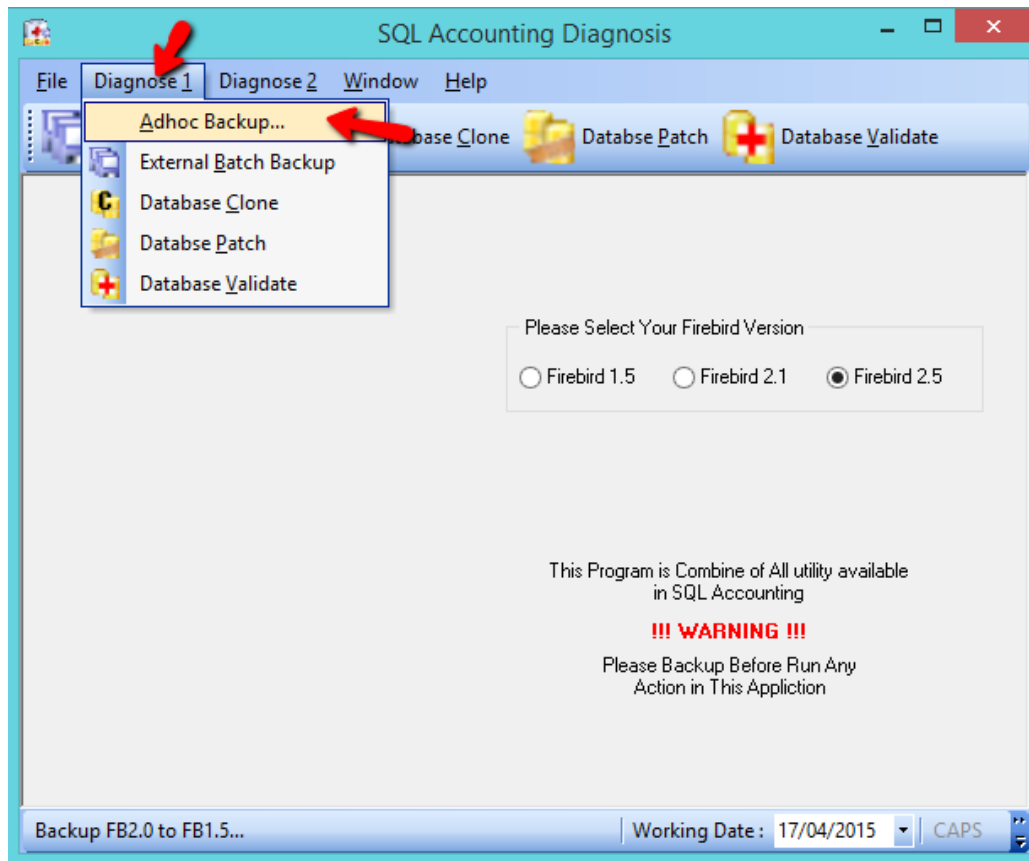 SQL Accounting Diagnosis
File Diagnose 1 Diagnose 2 Window Help
Clone Databse Patch Database Validate
Adhoc Backup...
External Batch Backup
Database Clone
Databse Patch
Database Validate
Please Select Your Firebird Version
Firebird 1.5 Firebird 2.1 Firebird 2.5
This Program is Combine of All utility available
in SQL Accounting
!!! WARNING !!!
Please Backup Before Run Any
Action in This Appliction
Backup FB2.0 to FB1.5... Working Date : 17/04/2015 CAPS